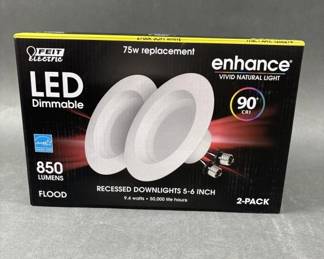 75w replacement
FEIT
electric
enhance®
VIVID NATURAL LIGHT
LED
Dimmable
90+
CRI
850
LUMENS
FLOOD
RECESSED DOWNLIGHTS 5-6 INCH
9.4 watts • 50,000 life hours
2-PACK